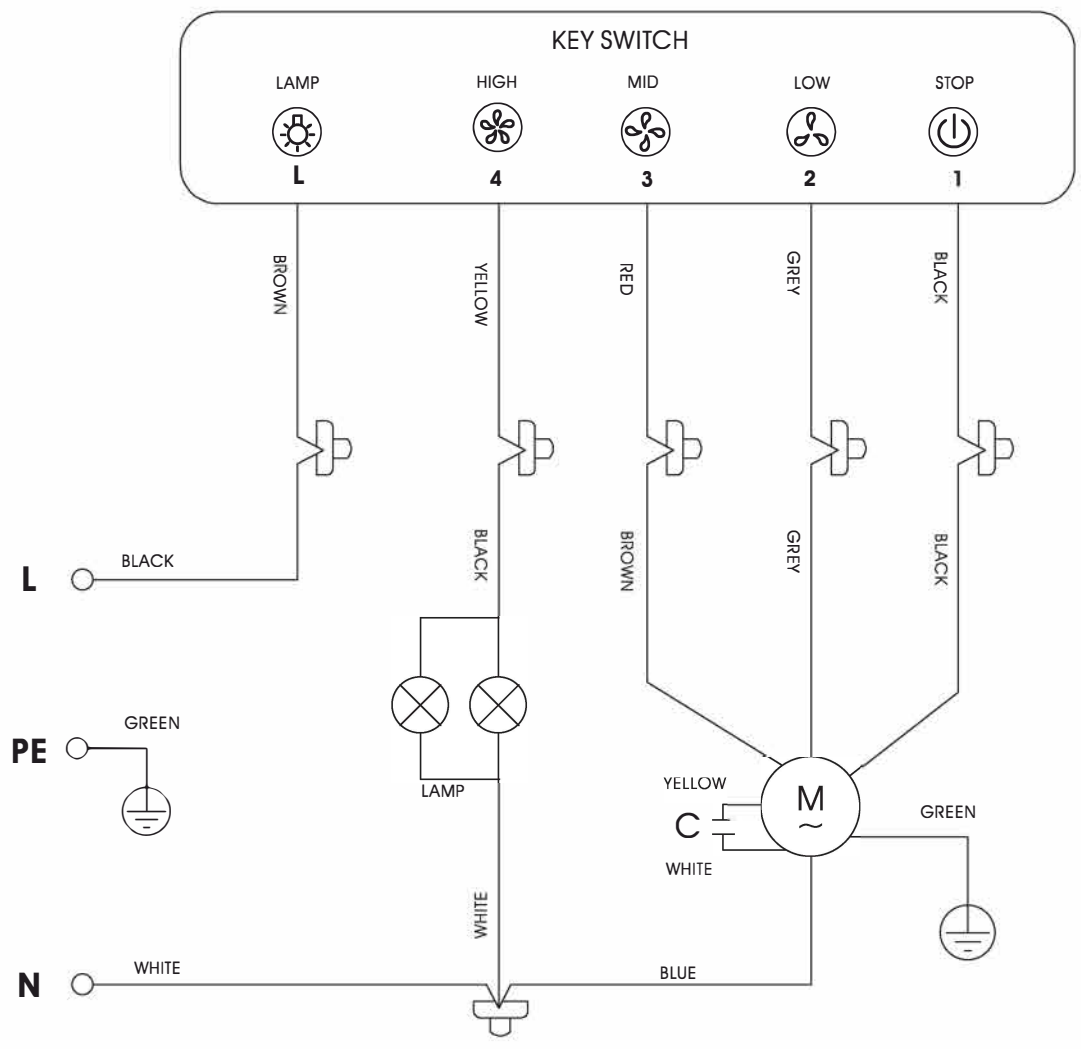 KEY SWITCH
LAMP HIGH MID LOW STOP
L 4 3 2 1
BROWN YELLOW RED GREY BLACK
L BLACK
BLACK BROWN GREY BLACK
PE GREEN
LAMP
YELLOW
M
~
C
GREEN
WHITE
WHITE
N WHITE
BLUE